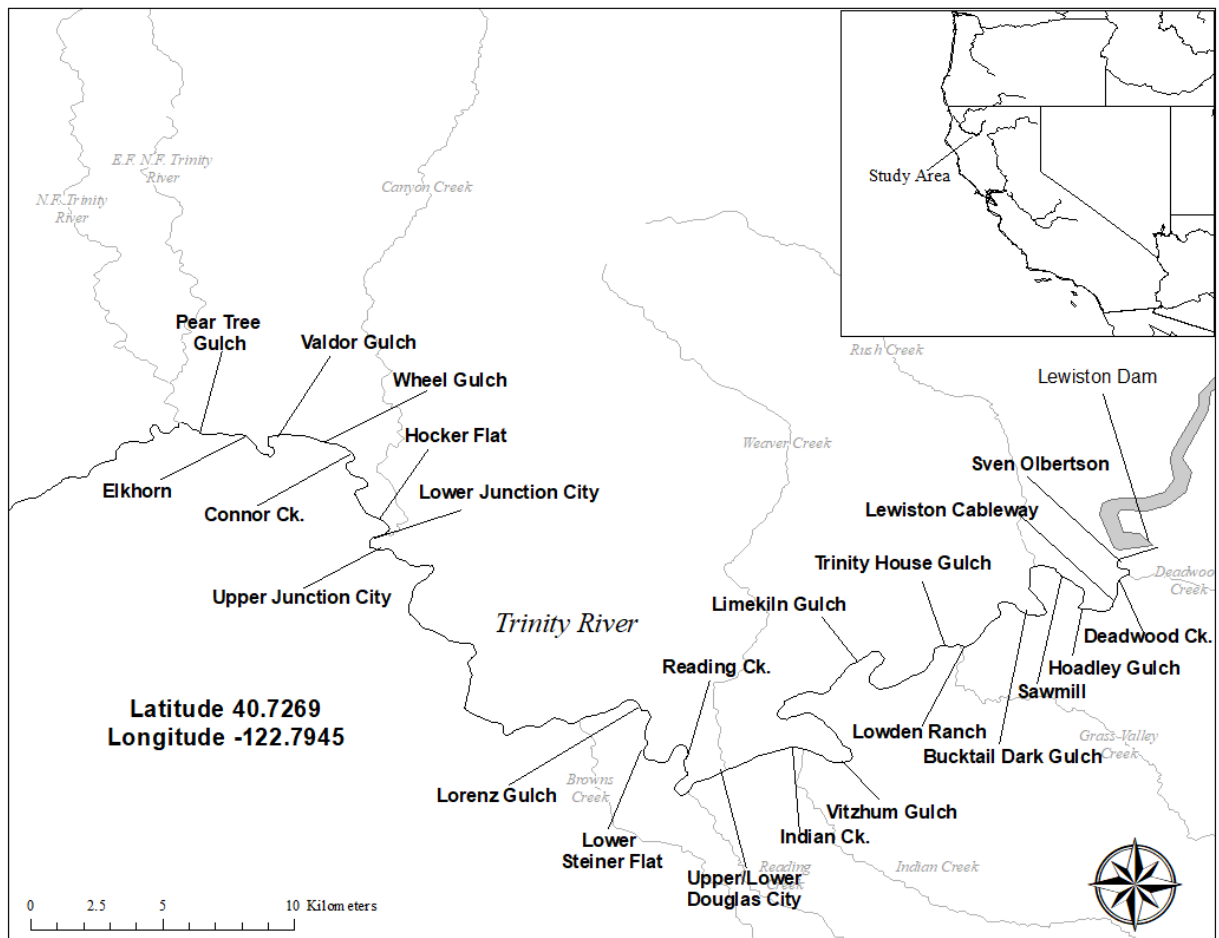 E.F. N.F. Trinity
River
N.F. Trinity
River
Canyon Creek
Study Area
Pear Tree
Gulch
Valdor Gulch
Wheel Gulch
Hocker Flat
Elkhorn
Connor Ck.
Lower Junction City
Upper Junction City
Rush Creek
Lewiston Dam
Weaver Creek
Sven Olbertson
Lewiston Cableway
Trinity House Gulch
Limekiln Gulch
Deadwoo
Creek
Trinity River
Deadwood Ck.
Hoadley Gulch
Sawmill
Reading Ck.
Latitude 40.7269
Longitude -122.7945
Lowden Ranch
Bucktail Dark Gulch
Grass-Valley
Creek
Lorenz Gulch
Browns
Creek
Vitzhum Gulch
Indian Ck.
Lower
Steiner Flat
Upper/Lower
Douglas City
Reading
Creek
Indian Creek
0 2.5 5 10 Kilometers